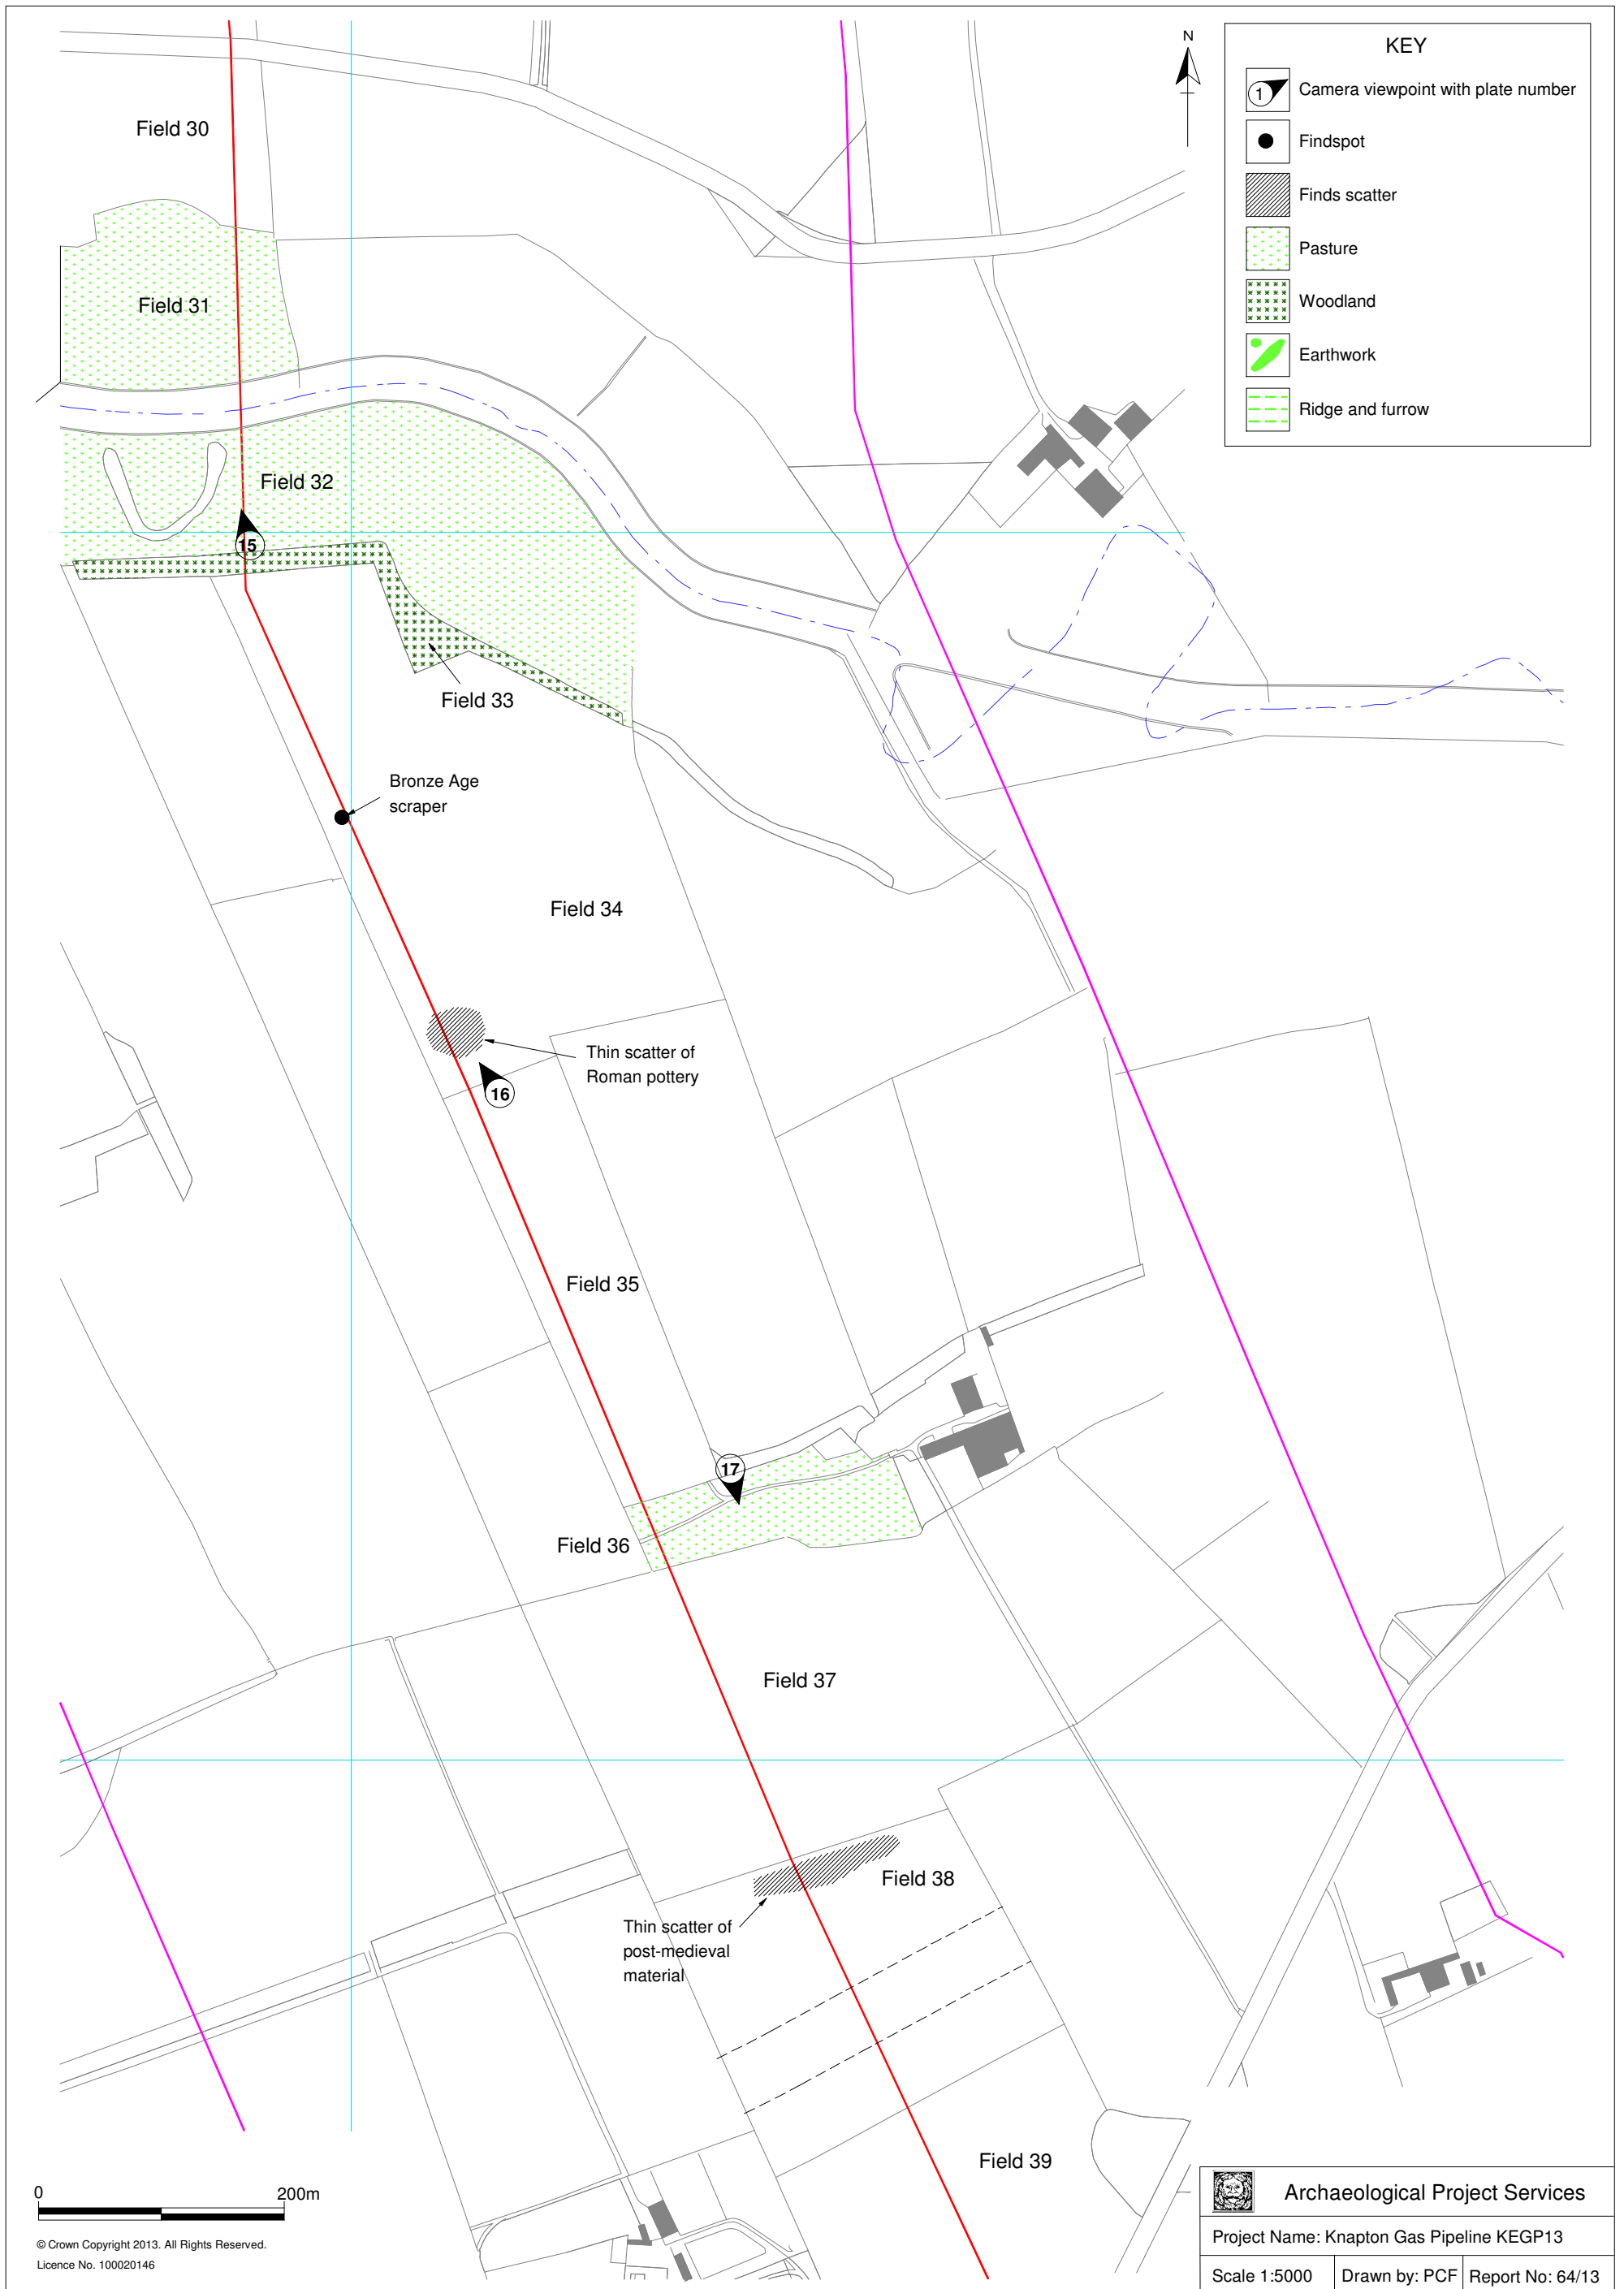 N
KEY
1 Camera viewpoint with plate number
Findspot
Finds scatter
Pasture
Woodland
Earthwork
Ridge and furrow
Field 30
Field 31
Field 32
15
Field 33
Bronze Age
scraper
Field 34
Thin scatter of
Roman pottery
16
Field 35
17
Field 36
Field 37
Field 38
Thin scatter of
post-medieval
material
Field 39
0 200m
© Crown Copyright 2013. All Rights Reserved.
Licence No. 100020146
Archaeological Project Services
Project Name: Knapton Gas Pipeline KEGP13
Scale 1:5000 Drawn by: PCF Report No: 64/13